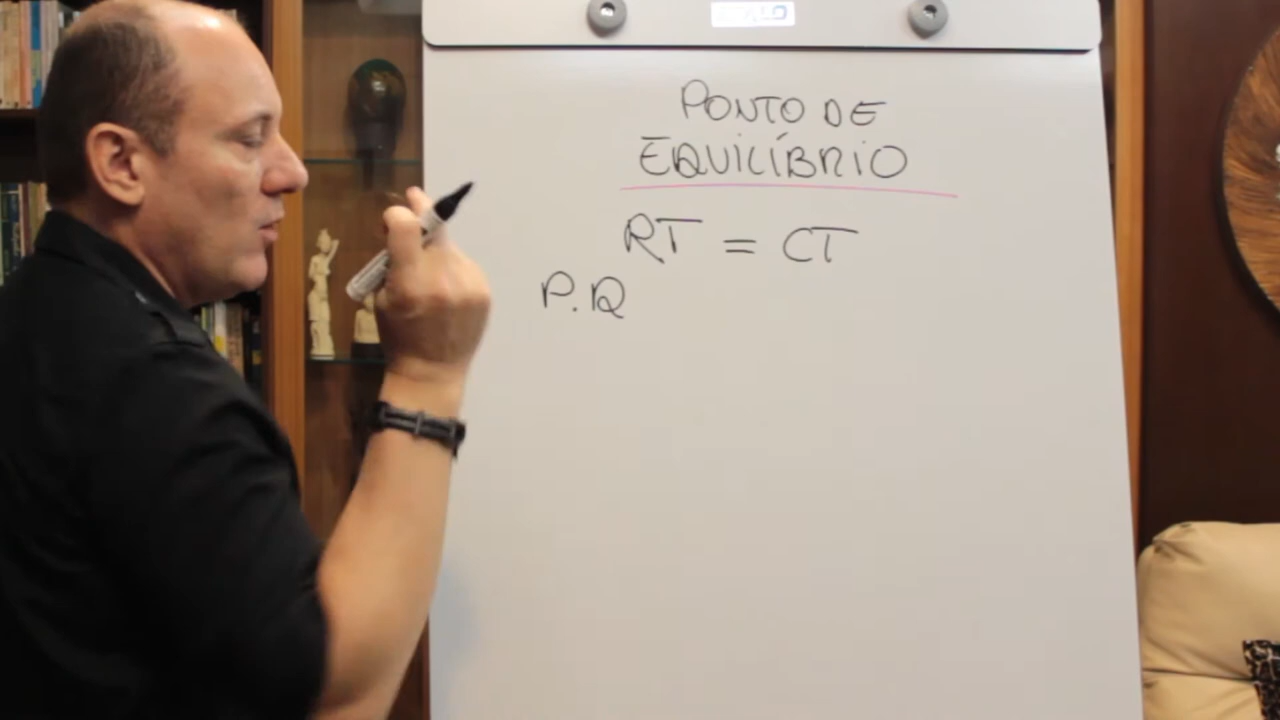 PONTO DE
EQUILÍBRIO
RT = CT
P.Q